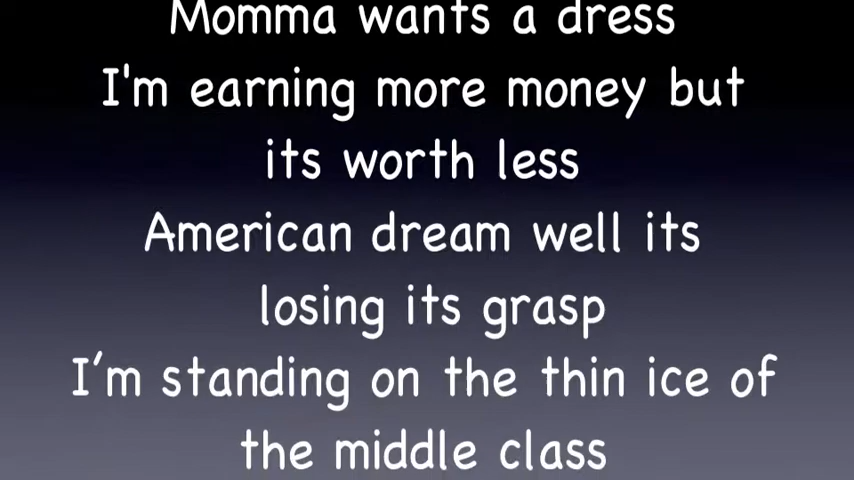 Momma wants a dress
I'm earning more money but
its worth less
American dream well its
losing its grasp
I’m standing on the thin ice of
the middle class